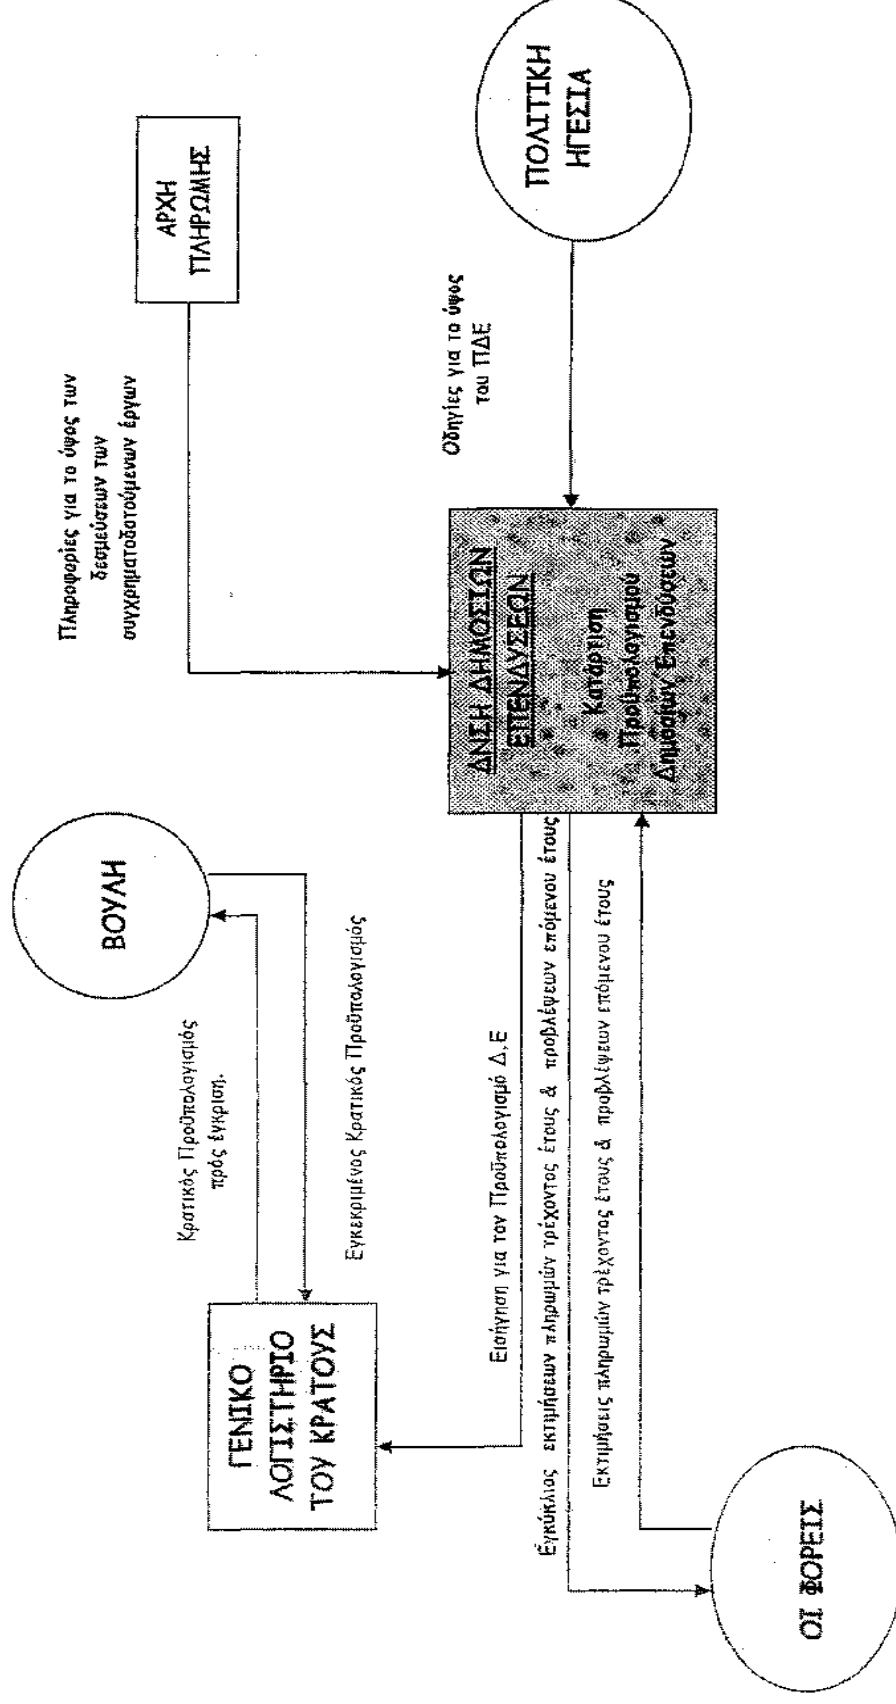 ΒΟΥΛΗ
Κρατικός Προϋπολογισμός
πρός έγκριση.
Εγκεκριμένος Κρατικός Προϋπολογισμός
ΓΕΝΙΚΟ
ΛΟΓΙΣΤΗΡΙΟ
ΤΟΥ ΚΡΑΤΟΥΣ
Πληροφορίες για το ύψος των
δεσμεύσεων των
συγχρηματοδοτούμενων έργων
ΑΡΧΗ
ΠΛΗΡΩΜΗΣ
Εισήγηση για τον Προϋπολογισμό Δ.Ε
Εγκύκλιος εκτιμήσεων πληρωμών τρέχοντος έτους & προβλέψεων επόμενου έτους
Εκτιμήσεις πληρωμών τρέχοντος έτους & προβλέψεων επόμενου έτους
ΔΝΣΗ ΔΗΜΟΣΙΩΝ
ΕΠΕΝΔΥΣΕΩΝ
Κατάρτιση
Προϋπολογισμού
Δημοσίων Επενδύσεων
Οδηγίες για το ύψος
του ΠΔΕ
ΠΟΛΙΤΙΚΗ
ΗΓΕΣΙΑ
ΟΙ ΦΟΡΕΙΣ